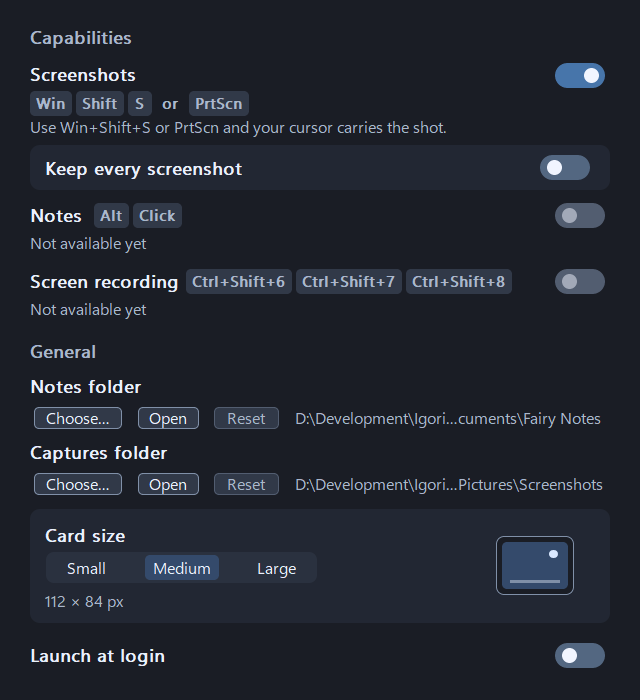 Capabilities
Screenshots
Win Shift S or PrtScn
Use Win+Shift+S or PrtScn and your cursor carries the shot.
Keep every screenshot
Notes Alt Click
Not available yet
Screen recording Ctrl+Shift+6 Ctrl+Shift+7 Ctrl+Shift+8
Not available yet
General
Notes folder
Choose... Open Reset D:\Development\Igori...cuments\Fairy Notes
Captures folder
Choose... Open Reset D:\Development\Igori...Pictures\Screenshots
Card size
Small Medium Large
112 × 84 px
Launch at login